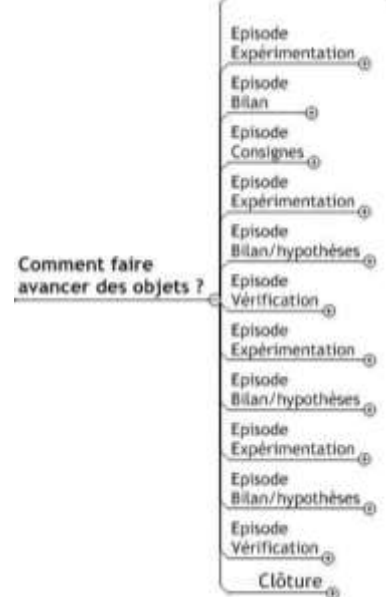 Comment faire
avancer des objets ?
Episode
Expérimentation
Episode
Bilan
Episode
Consignes
Episode
Expérimentation
Episode
Bilan/hypothèses
Episode
Vérification
Episode
Expérimentation
Episode
Bilan/hypothèses
Episode
Expérimentation
Episode
Bilan/hypothèses
Episode
Vérification
Clôture